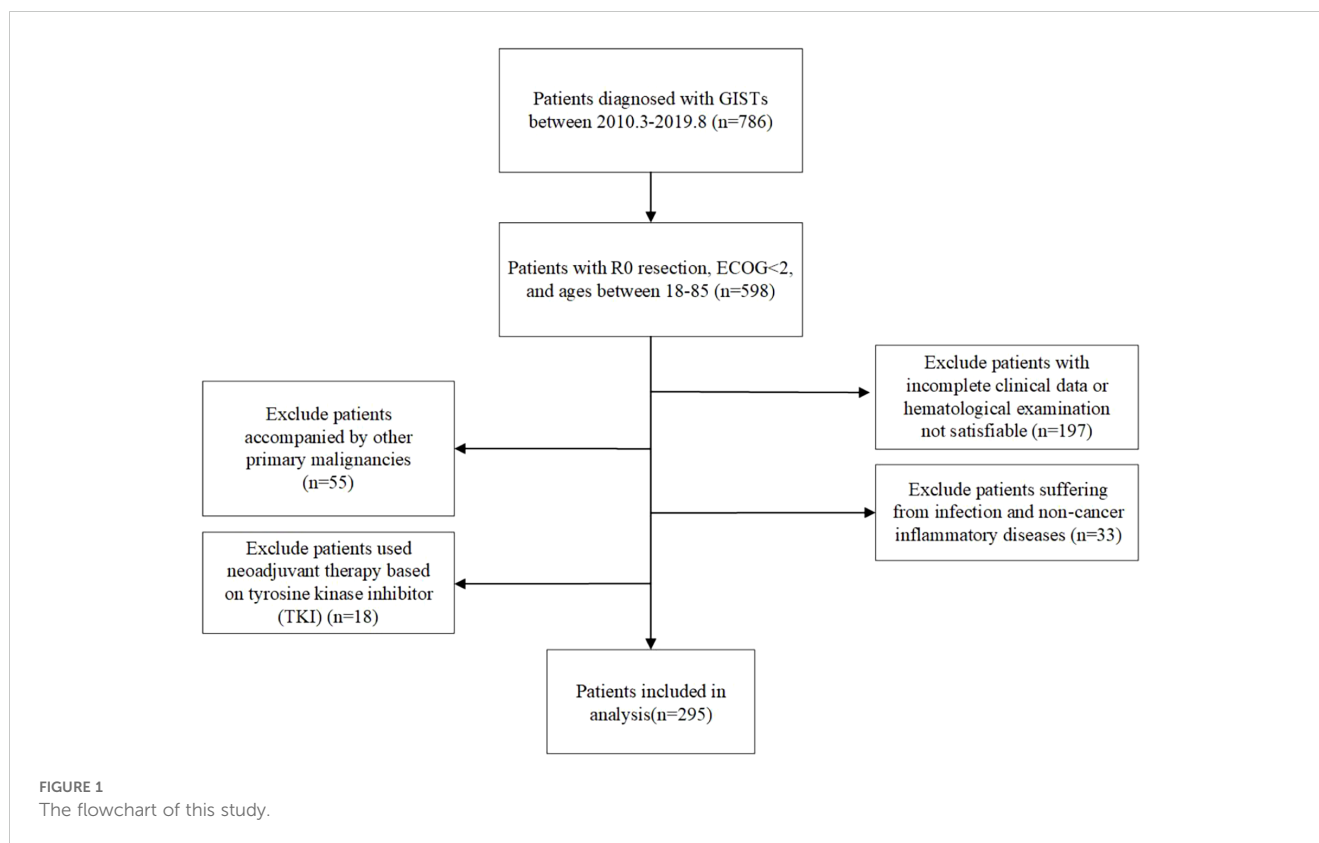 Patients diagnosed with GISTs
between 2010.3-2019.8 (n=786)
Patients with R0 resection, ECOG<2,
and ages between 18-85 (n=598)
Exclude patients with
incomplete clinical data or
hematological examination
not satisfiable (n=197)
Exclude patients
accompanied by other
primary malignancies
(n=55)
Exclude patients suffering
from infection and non-cancer
inflammatory diseases (n=33)
Exclude patients used
neoadjuvant therapy based
on tyrosine kinase inhibitor
(TKI) (n=18)
Patients included in
analysis(n=295)
FIGURE 1
The flowchart of this study.